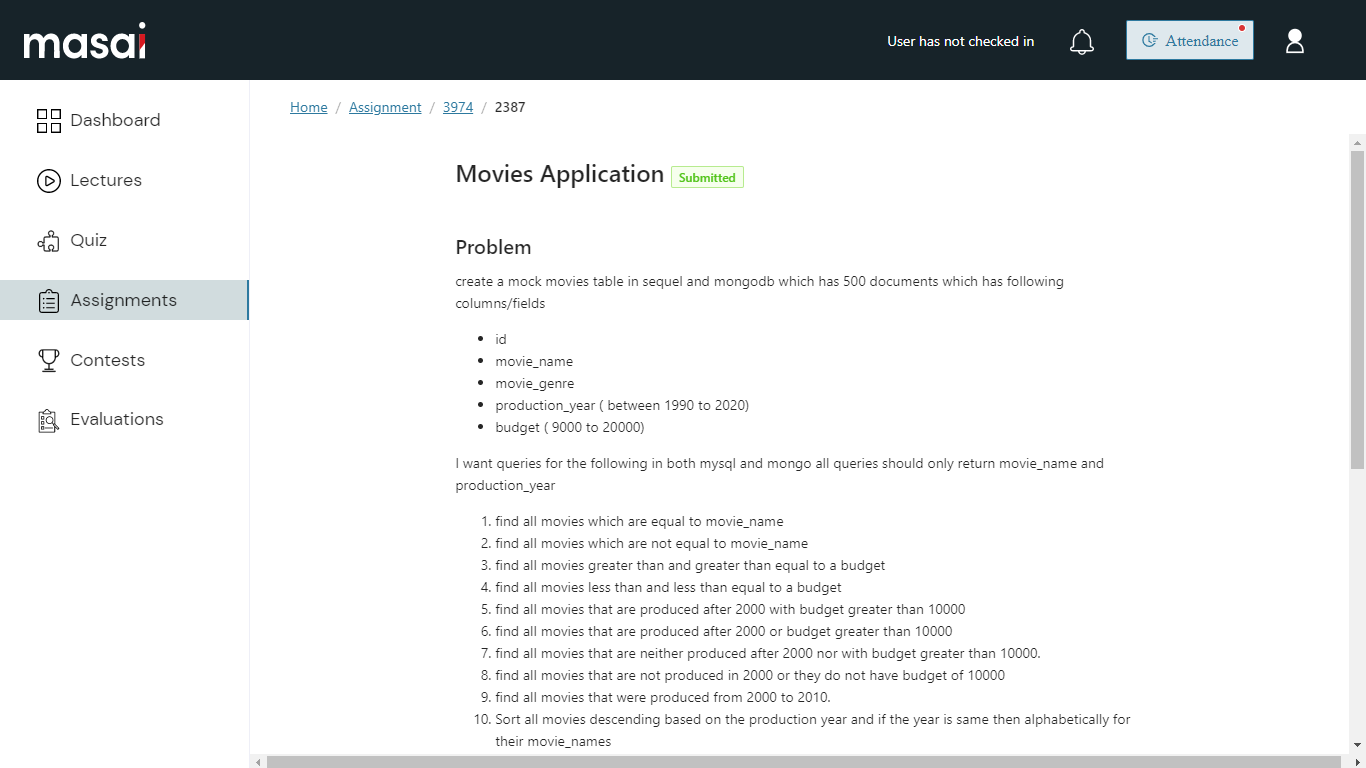 masai
User has not checked in
Attendance
Dashboard
Lectures
Quiz
Assignments
Contests
Evaluations
Home / Assignment / 3974 / 2387
Movies Application Submitted
Problem
create a mock movies table in sequel and mongodb which has 500 documents which has following
columns/fields
• id
• movie_name
• movie_genre
• production_year ( between 1990 to 2020)
• budget ( 9000 to 20000)
I want queries for the following in both mysql and mongo all queries should only return movie_name and
production_year
1. find all movies which are equal to movie_name
2. find all movies which are not equal to movie_name
3. find all movies greater than and greater than equal to a budget
4. find all movies less than and less than equal to a budget
5. find all movies that are produced after 2000 with budget greater than 10000
6. find all movies that are produced after 2000 or budget greater than 10000
7. find all movies that are neither produced after 2000 nor with budget greater than 10000.
8. find all movies that are not produced in 2000 or they do not have budget of 10000
9. find all movies that were produced from 2000 to 2010.
10. Sort all movies descending based on the production year and if the year is same then alphabetically for
their movie_names